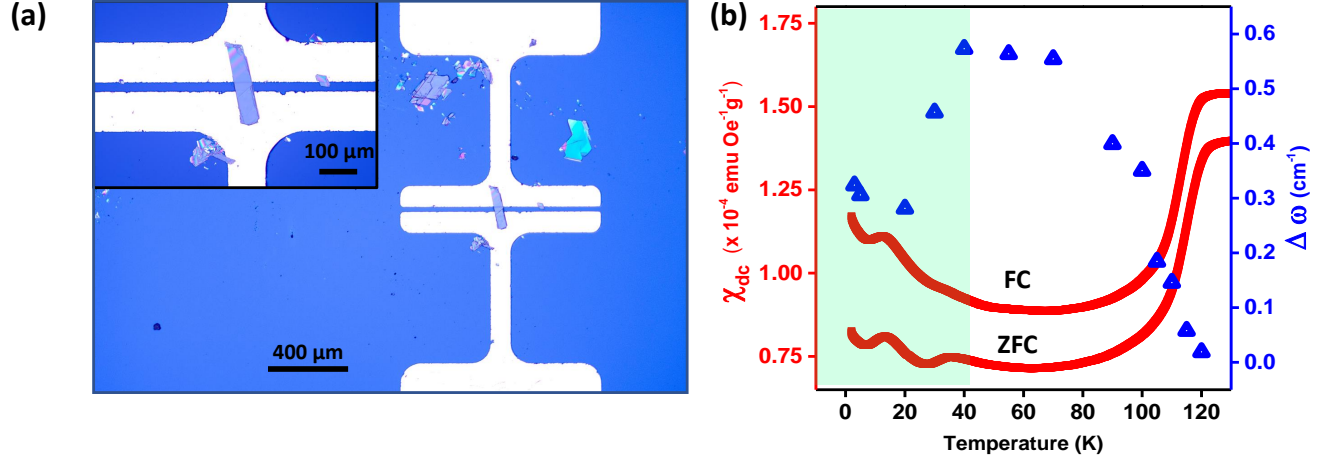 (a)
100 µm
400 µm
(b)
1.75
1.50
1.25
1.00
0.75
χdc (x 10⁻⁴ emu Oe⁻¹g⁻¹)
FC
ZFC
0 20 40 60 80 100 120
Temperature (K)
0.6
0.5
0.4
0.3
0.2
0.1
0.0
Δ ω (cm⁻¹)